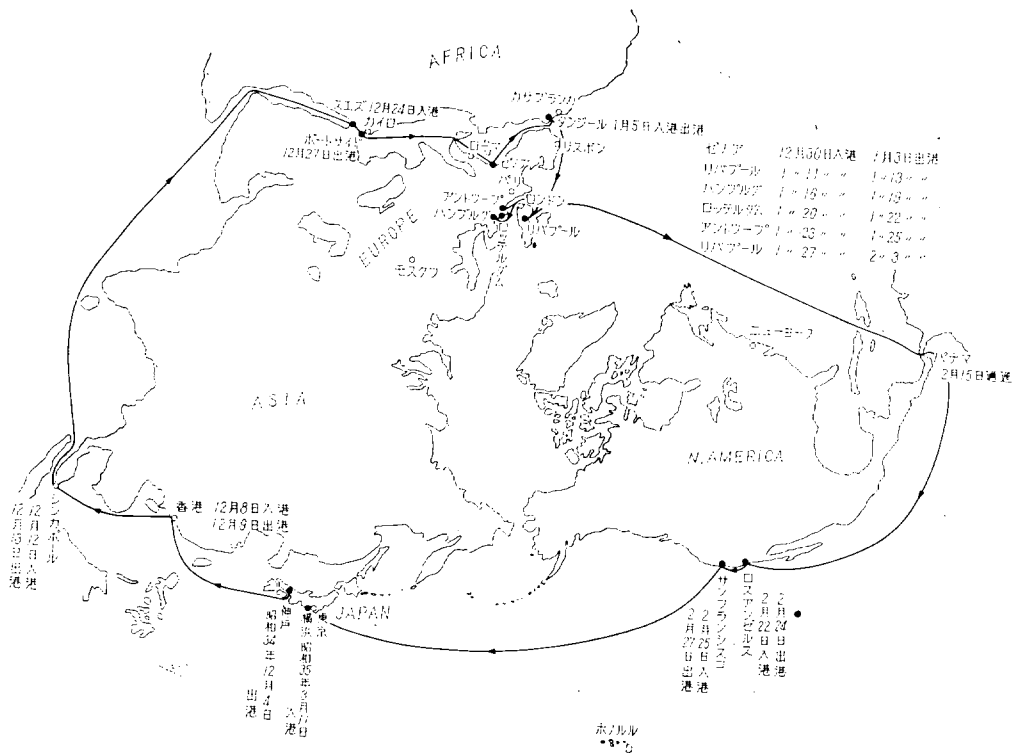 AFRICA
カサブランカ
タンジール 1月5日入港出港
スエズ 12月24日入港
カイロ
ポートサイド
12月27日出港
ローマ
ゼノア
リスボン
パリ
アントワープ
ロンドン
ハンブルグ
ロッテルダム
リバプール
EUROPE
モスクワ
ゼノア 12月30日入港 1月3日出港
リバプール 1〃11〃〃 1〃13〃〃
ハンブルグ 1〃16〃〃 1〃19〃〃
ロッテルダム 1〃20〃〃 1〃22〃〃
アントワープ 1〃23〃〃 1〃25〃〃
リバプール 1〃27〃〃 2〃3〃〃
ニューヨーク
パナマ
2月15日通過
ASIA
N.AMERICA
香港 12月8日入港
12月9日出港
シンガポール
12月12日入港
12月13日出港
JAPAN
神戸
昭和34年12月4日
出港
東京
横浜 昭和35年3月11日
入港
サンフランシスコ
2月25日入港
2月27日出港
ロスアンゼルス
2月22日入港
2月24日出港
ホノルル